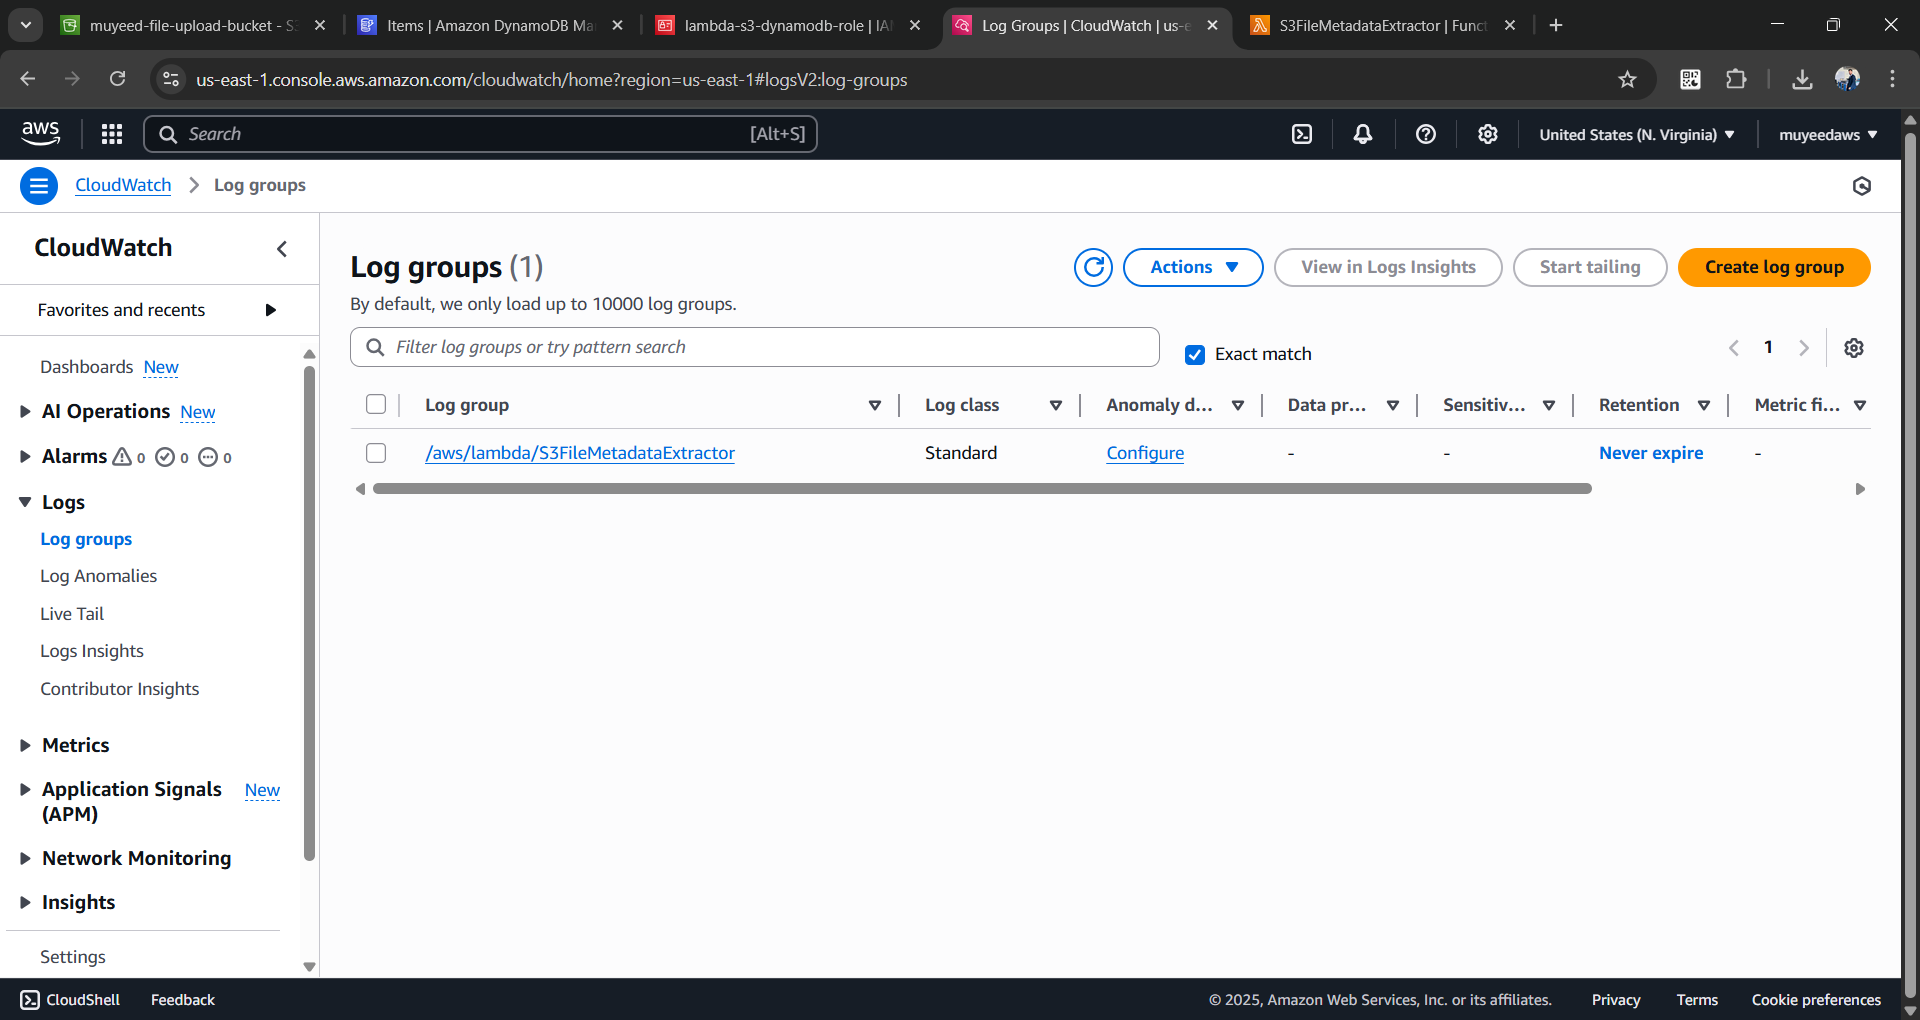 muyeed-file-upload-bucket - S3
Items | Amazon DynamoDB Ma
lambda-s3-dynamodb-role | IA
Log Groups | CloudWatch | us-e
S3FileMetadataExtractor | Funct
us-east-1.console.aws.amazon.com/cloudwatch/home?region=us-east-1#logsV2:log-groups
aws
Search
[Alt+S]
United States (N. Virginia)
muyeedaws
CloudWatch
Log groups
CloudWatch
Favorites and recents
Dashboards New
AI Operations New
Alarms 0 0 0
Logs
Log groups
Log Anomalies
Live Tail
Logs Insights
Contributor Insights
Metrics
Application Signals New
(APM)
Network Monitoring
Insights
Settings
Log groups (1)
By default, we only load up to 10000 log groups.
Actions
View in Logs Insights
Start tailing
Create log group
Filter log groups or try pattern search
Exact match
1
Log group Log class Anomaly d... Data pr... Sensitiv... Retention Metric fi...
/aws/lambda/S3FileMetadataExtractor Standard Configure - - Never expire -
CloudShell Feedback
© 2025, Amazon Web Services, Inc. or its affiliates. Privacy Terms Cookie preferences